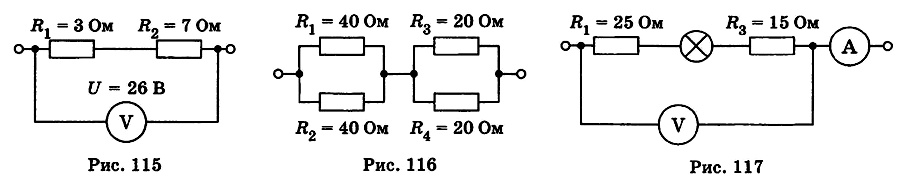 R₁ = 3 Ом R₂ = 7 Ом
U = 26 В
V
Рис. 115
R₁ = 40 Ом R₃ = 20 Ом
R₂ = 40 Ом R₄ = 20 Ом
Рис. 116
R₁ = 25 Ом R₃ = 15 Ом
A
V
Рис. 117